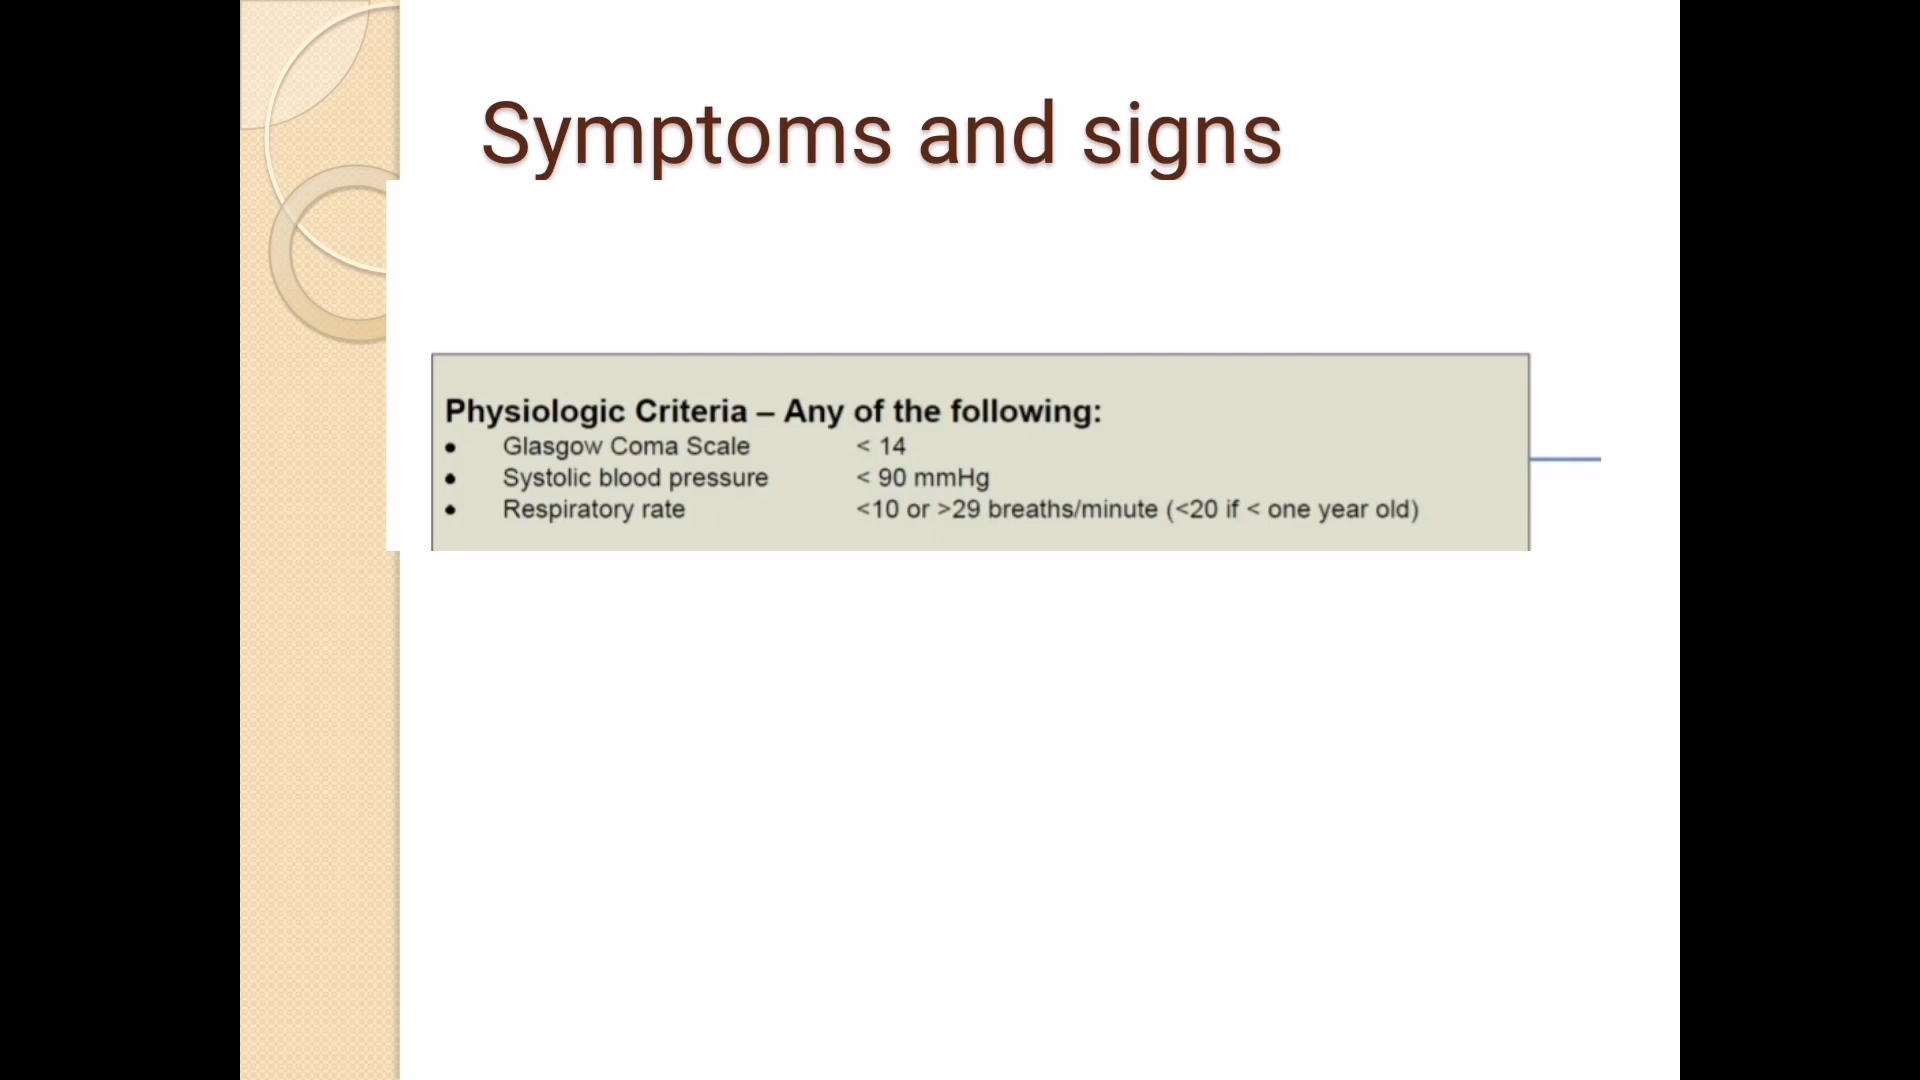 Symptoms and signs
Physiologic Criteria – Any of the following:
• Glasgow Coma Scale < 14
• Systolic blood pressure < 90 mmHg
• Respiratory rate <10 or >29 breaths/minute (<20 if < one year old)